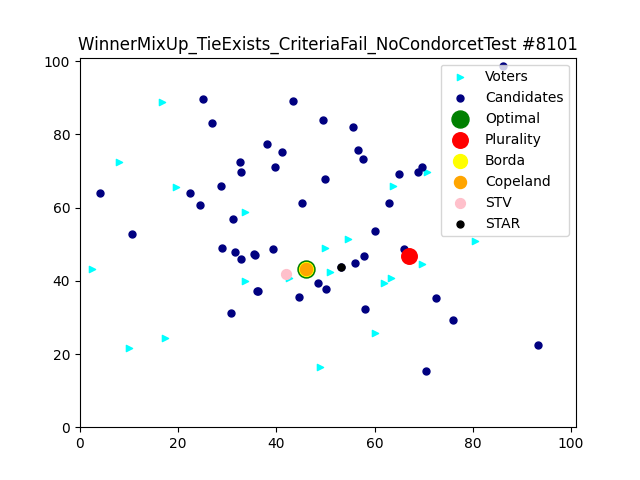 WinnerMixUp_TieExists_CriteriaFail_NoCondorcetTest #8101
100
80
60
40
20
0
0 20 40 60 80 100
Voters
Candidates
Optimal
Plurality
Borda
Copeland
STV
STAR